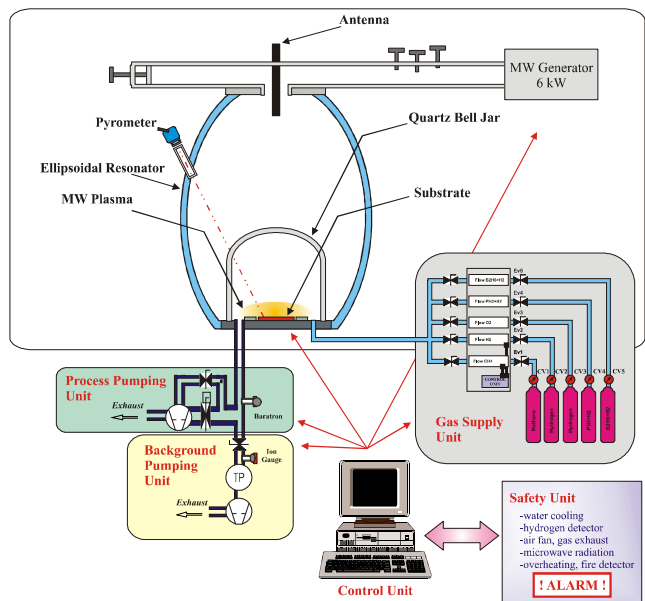 Antenna
MW Generator
6 kW
Pyrometer
Quartz Bell Jar
Ellipsoidal Resonator
MW Plasma
Substrate
Ev5
Flow B2H6+H2
Ev4
Flow PH3+H2
Ev3
Flow O2
Ev2
Flow H2
Ev1
Flow CH4
CONTROL
UNIT
CV1
CV2
CV3
CV4
CV5
Methane
Hydrogen
Hydrogen
PH3+H2
B2H6+H2
Gas Supply
Unit
Process Pumping
Unit
Exhaust
Baratron
Background
Pumping
Unit
Ion
Gauge
TP
Exhaust
Control Unit
Safety Unit
-water cooling
-hydrogen detector
-air fan, gas exhaust
-microwave radiation
-overheating, fire detector
! ALARM !